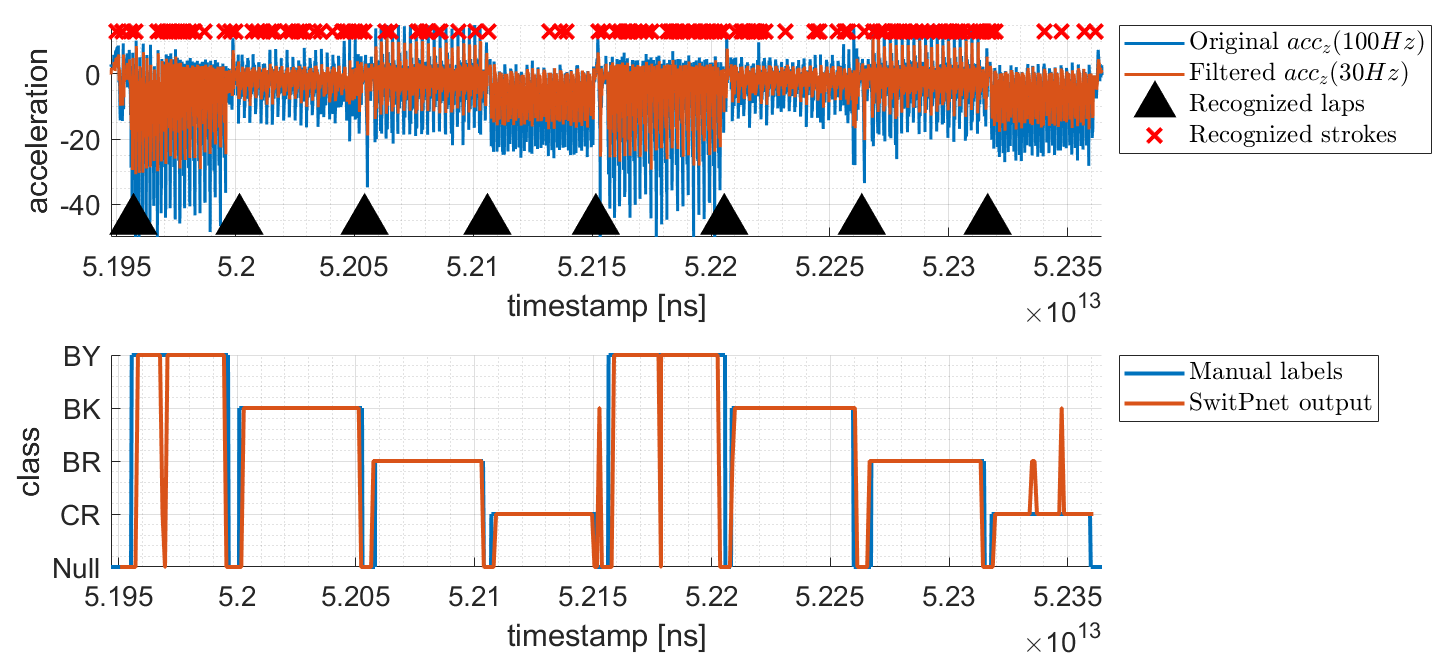 0
-20
-40
acceleration
5.195
5.2
5.205
5.21
5.215
5.22
5.225
5.23
5.235
timestamp [ns]
×10^13
Original acc_z(100Hz)
Filtered acc_z(30Hz)
Recognized laps
Recognized strokes
BY
BK
BR
CR
Null
class
5.195
5.2
5.205
5.21
5.215
5.22
5.225
5.23
5.235
timestamp [ns]
×10^13
Manual labels
SwitPnet output